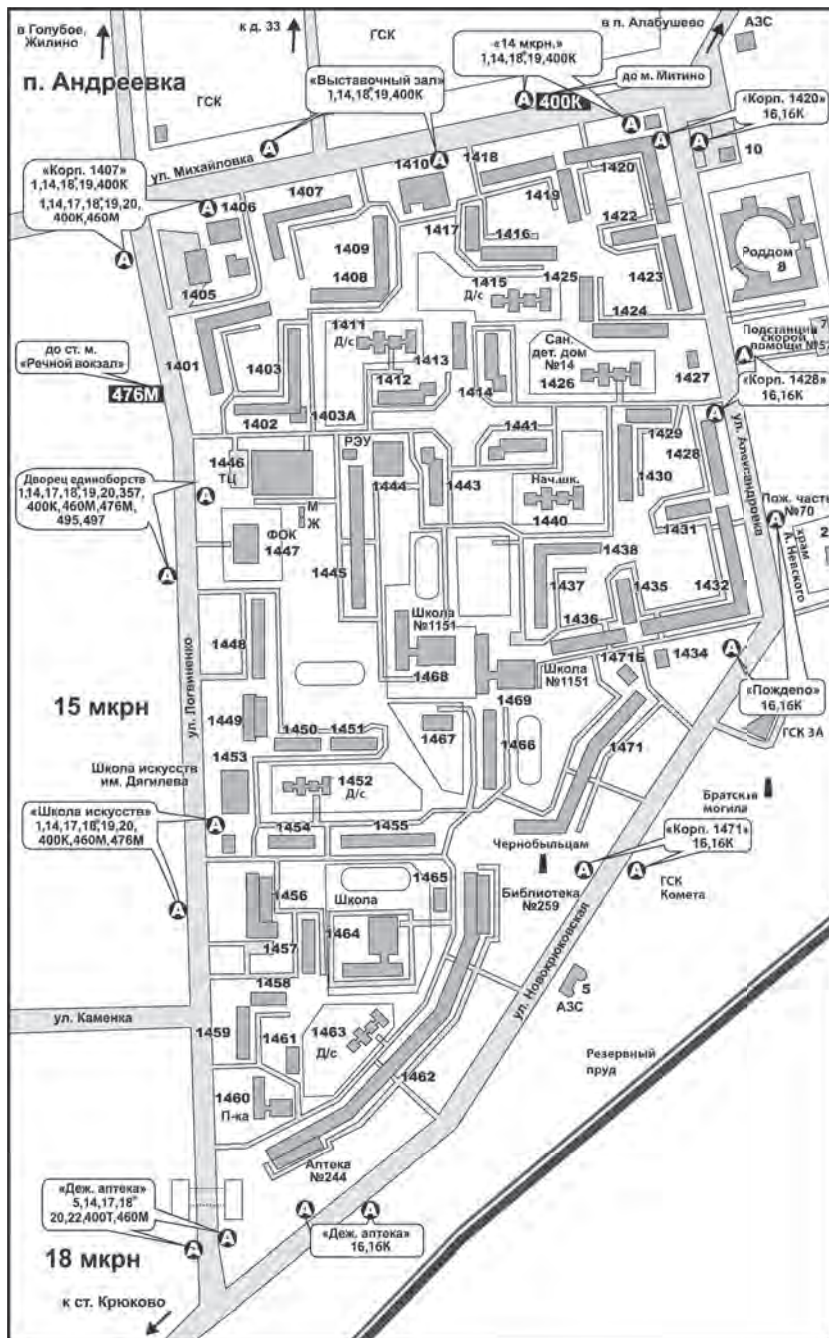 в Голубое,
Жилино
к д. 33
ГСК
в п. Алабушево
АЗС
«14 мкрн.»
1,14,18*,19,400К
п. Андреевка
ГСК
«Выставочный зал»
1,14,18*,19,400К
до м. Митино
400К
«Корп. 1420»
16,16К
ул. Михайловка
1410
1418
1420
10
«Корп. 1407»
1,14,18*,19,400К
1,14,17,18*,19,20,
400К,460М
1406
1407
1419
1422
1409
1417
1416
1423
Роддом
8
1408
1405
1415
Д/с
1425
1424
1411
Д/с
1413
Сан.
дет. дом
№14
1426
1427
Подстанция
скорой
помощи №57
7
до ст. м.
«Речной вокзал»
476М
1401
1403
1412
1414
«Корп. 1428»
16,16К
1402
1403А
1441
1429
1428
ул. Александровка
РЭУ
1446
ТЦ
1444
1443
Нач.шк.
1440
1430
Дворец единоборств
1,14,17,18*,19,20,357,
400К,460М,476М,
495,497
М
Ж
ФОК
1447
1445
1431
Пож. часть
№70
храм
А. Невского
2
1438
1437
1435
1432
1436
Школа
№1151
1448
1468
Школа
№1151
1469
1471Б
1434
«Пождепо»
16,16К
ул. Логвиненко
15 мкрн
1449
1450
1451
1467
1466
1471
ГСК 3А
1453
Школа искусств
им. Дягилева
1452
Д/с
Братская
могила
«Школа искусств»
1,14,17,18*,19,20,
400К,460М,476М
1454
1455
Чернобыльцам
«Корп. 1471»
16,16К
1456
1465
Школа
Библиотека
№259
ГСК
Комета
1457
1464
1458
5
АЗС
ул. Новокрюковская
ул. Каменка
1459
1461
1463
Д/с
Резервный
пруд
1460
П-ка
1462
Аптека
№244
«Деж. аптека»
5,14,17,18*
20,22,400Т,460М
«Деж. аптека»
16,16К
18 мкрн
к ст. Крюково